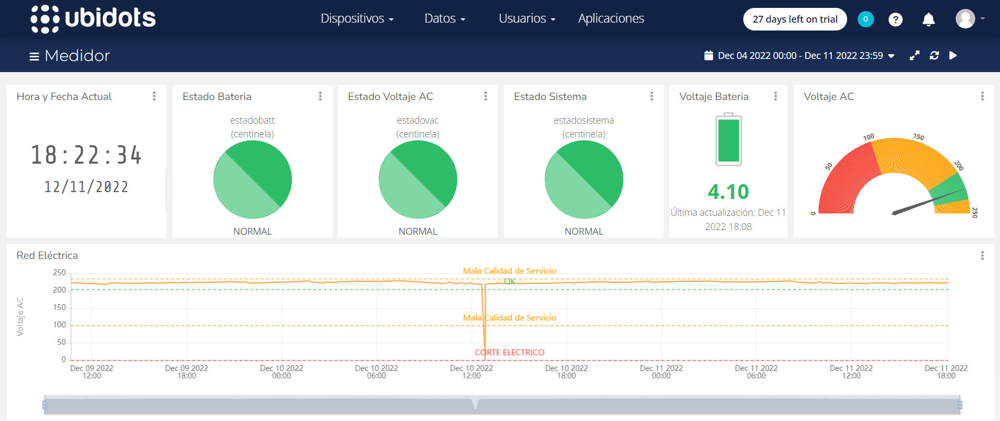 ubidots
Dispositivos
Datos
Usuarios
Aplicaciones
27 days left on trial
0
?
Medidor
Dec 04 2022 00:00 - Dec 11 2022 23:59
Hora y Fecha Actual
18:22:34
12/11/2022
Estado Bateria
estadobatt
(centinela)
NORMAL
Estado Voltaje AC
estadovac
(centinela)
NORMAL
Estado Sistema
estadosistema
(centinela)
NORMAL
Voltaje Bateria
4.10
Última actualización: Dec 11
2022 18:08
Voltaje AC
0
50
100
150
200
250
Red Eléctrica
Voltaje AC
250
200
150
100
50
0
Mala Calidad de Servicio
OK
Mala Calidad de Servicio
CORTE ELECTRICO
Dec 09 2022
12:00
Dec 09 2022
18:00
Dec 10 2022
00:00
Dec 10 2022
06:00
Dec 10 2022
12:00
Dec 10 2022
18:00
Dec 11 2022
00:00
Dec 11 2022
06:00
Dec 11 2022
12:00
Dec 11 2022
18:00